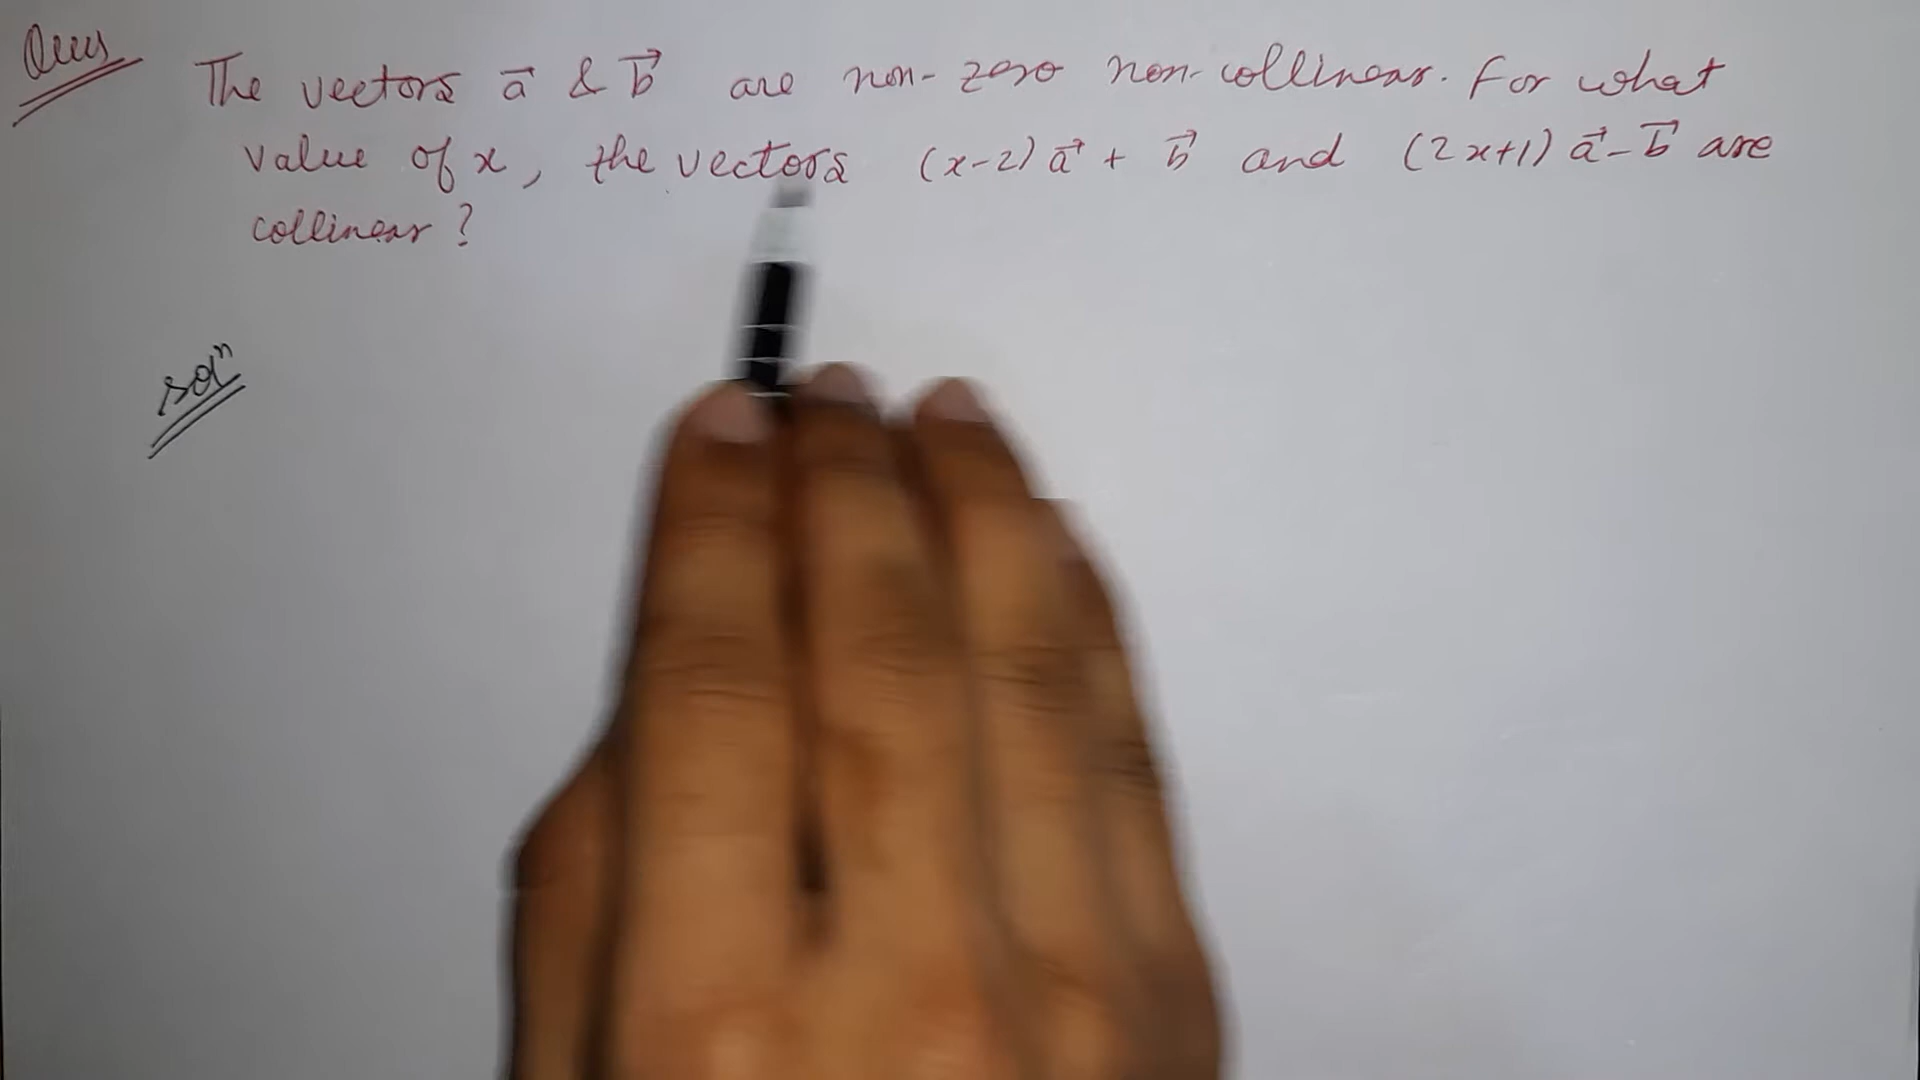 Ques
The vectors a⃗ & b⃗ are non-zero non-collinear. For what
value of x, the vectors (x-2) a⃗ + b⃗ and (2x+1) a⃗ - b⃗ are
collinear?
Solⁿ